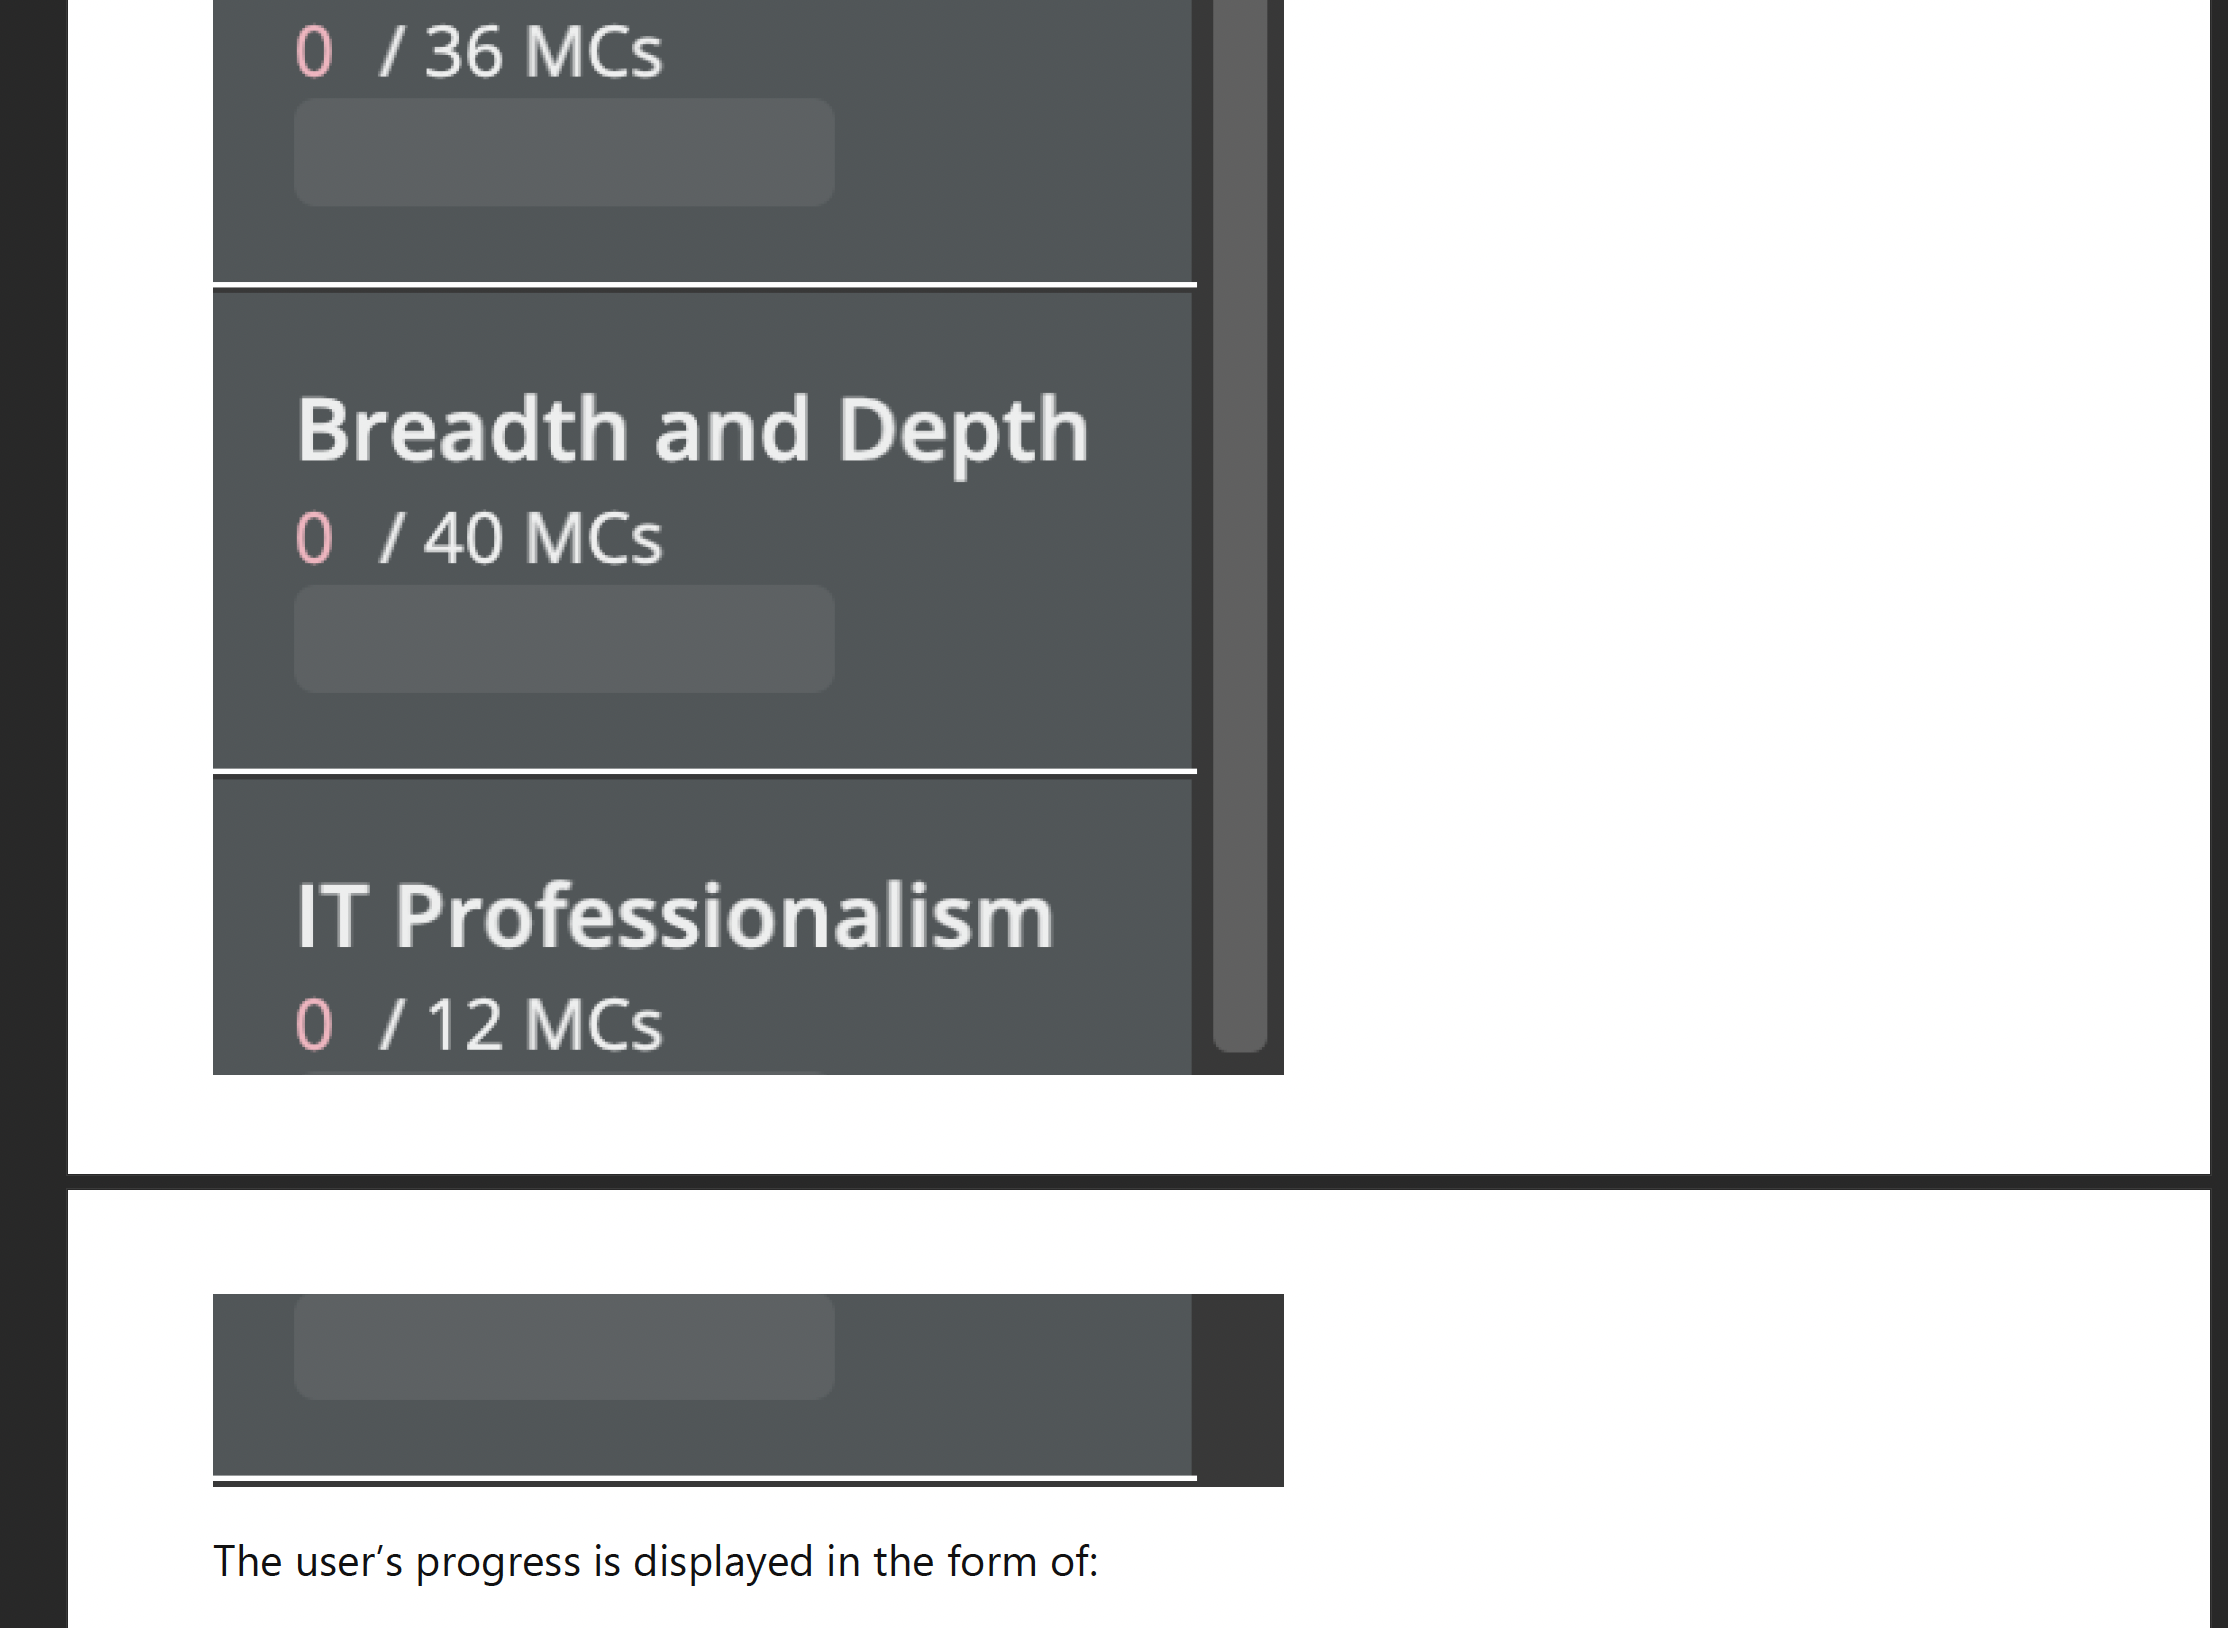 0 / 36 MCs
Breadth and Depth
0 / 40 MCs
IT Professionalism
0 / 12 MCs
The user’s progress is displayed in the form of: